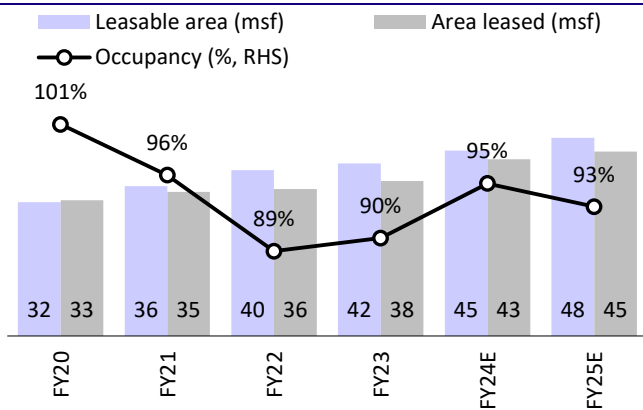 Leasable area (msf) Area leased (msf)
Occupancy (%, RHS)
101%
96%
89%
90%
95%
93%
32 33 36 35 40 36 42 38 45 43 48 45
FY20 FY21 FY22 FY23 FY24E FY25E